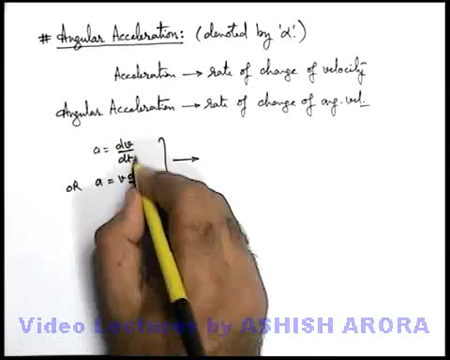 # Angular Acceleration: (denoted by 'α'.)
Acceleration → rate of change of velocity
Angular Acceleration → rate of change of ang. vel.
a = dv/dt
OR a = v
Video Lectures by ASHISH ARORA